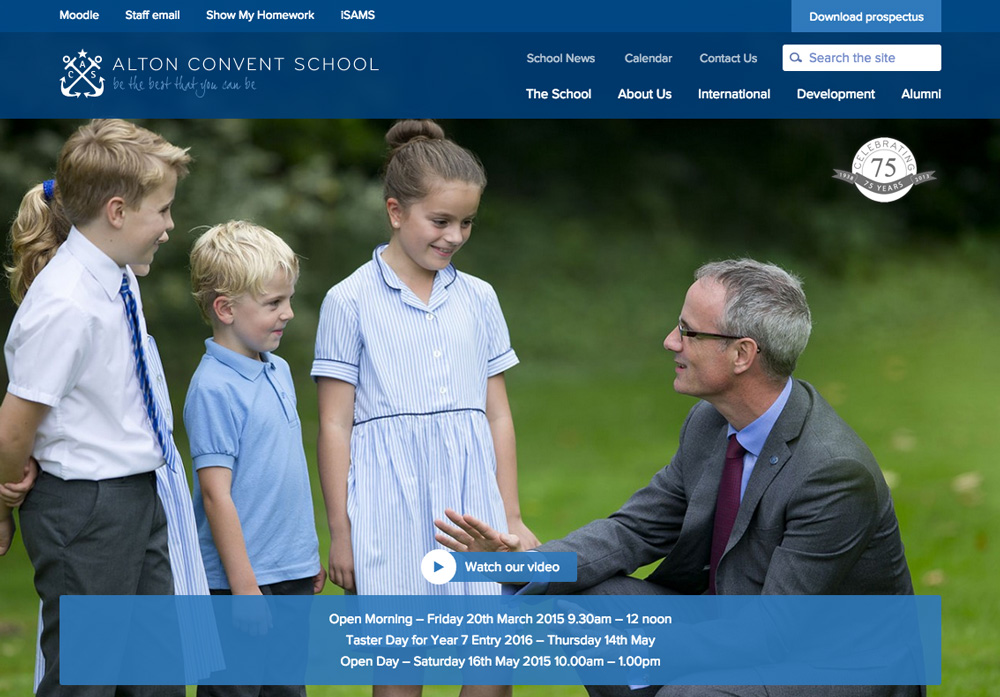 Moodle Staff email Show My Homework iSAMS Download prospectus
ALTON CONVENT SCHOOL
be the best that you can be
A
C S
School News Calendar Contact Us Search the site
The School About Us International Development Alumni
CELEBRATING
75
1938 75 YEARS 2013
Watch our video
Open Morning – Friday 20th March 2015 9.30am – 12 noon
Taster Day for Year 7 Entry 2016 – Thursday 14th May
Open Day – Saturday 16th May 2015 10.00am – 1.00pm